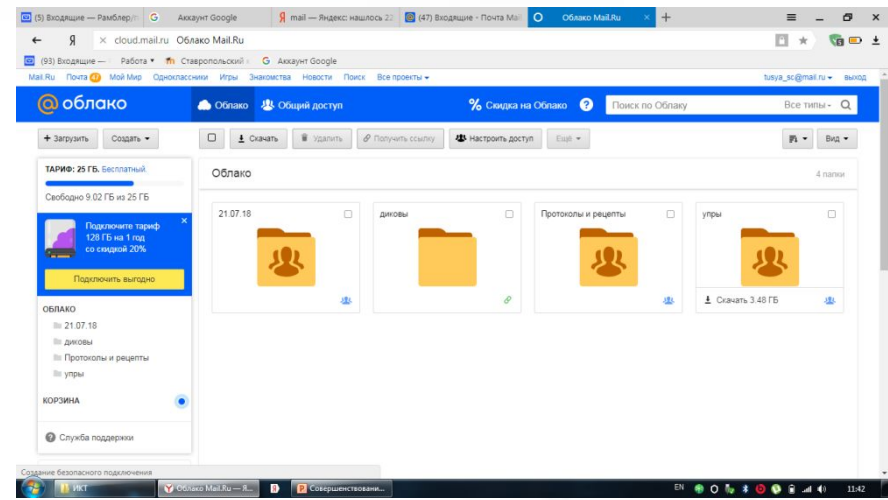 (5) Входящие — Рамблер/п
Аккаунт Google
mail — Яндекс: нашлось 22
(47) Входящие - Почта Mail
Облако Mail.Ru
cloud.mail.ru Облако Mail.Ru
(93) Входящие —
Работа
Ставропольский
Аккаунт Google
Mail.Ru Почта 47 Мой Мир Одноклассники Игры Знакомства Новости Поиск Все проекты
tusya_sc@mail.ru выход
облако
Облако
Общий доступ
Скидка на Облако
Поиск по Облаку
Все типы
+ Загрузить
Создать
Скачать
Удалить
Получить ссылку
Настроить доступ
Ещё
Вид
ТАРИФ: 25 ГБ. Бесплатный.
Свободно 9.02 ГБ из 25 ГБ
Подключите тариф
128 ГБ на 1 год
со скидкой 20%
Подключить выгодно
ОБЛАКО
21.07.18
диковы
Протоколы и рецепты
упры
КОРЗИНА
Служба поддержки
Облако
4 папки
21.07.18
диковы
Протоколы и рецепты
упры
Скачать 3.48 ГБ
Создание безопасного подключения
ИКТ
Облако Mail.Ru — Я...
Совершенствовани...
EN
11:42